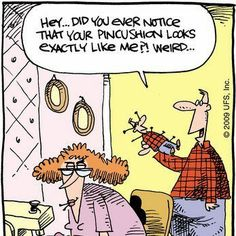 HEY... DID YOU EVER NOTICE
THAT YOUR PINCUSHION LOOKS
EXACTLY LIKE ME?! WEIRD...
© 2009 UFS, Inc.